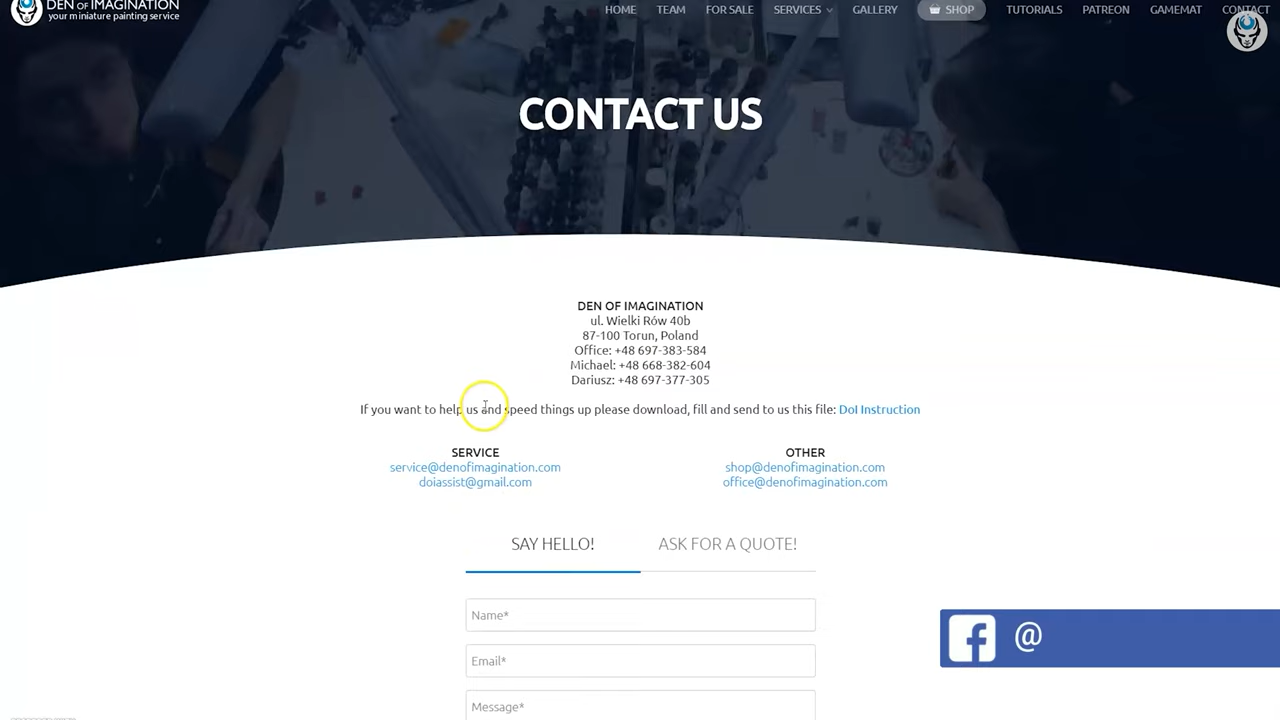 DEN OF IMAGINATION
your miniature painting service
HOME
TEAM
FOR SALE
SERVICES
GALLERY
SHOP
TUTORIALS
PATREON
GAMEMAT
CONTACT
CONTACT US
DEN OF IMAGINATION
ul. Wielki Rów 40b
87-100 Torun, Poland
Office: +48 697-383-584
Michael: +48 668-382-604
Dariusz: +48 697-377-305
If you want to help us and speed things up please download, fill and send to us this file: DoI Instruction
SERVICE
service@denofimagination.com
doiassist@gmail.com
OTHER
shop@denofimagination.com
office@denofimagination.com
SAY HELLO!
ASK FOR A QUOTE!
Name*
Email*
Message*
@